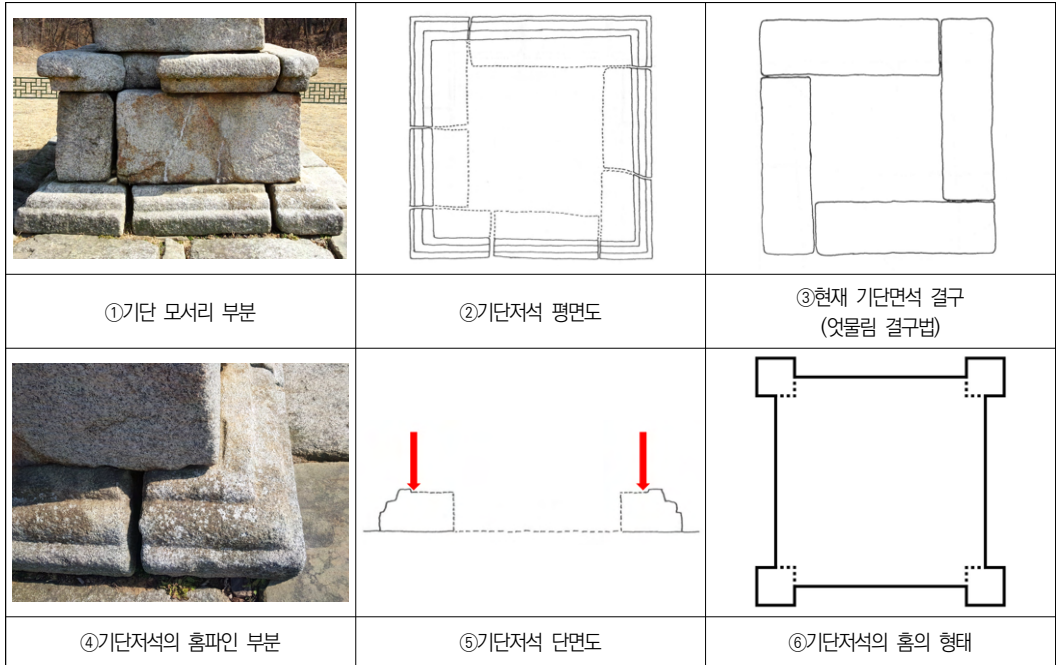 ①기단 모서리 부분
②기단저석 평면도
③현재 기단면석 결구
(엇물림 결구법)
④기단저석의 홈파인 부분
⑤기단저석 단면도
⑥기단저석의 홈의 형태